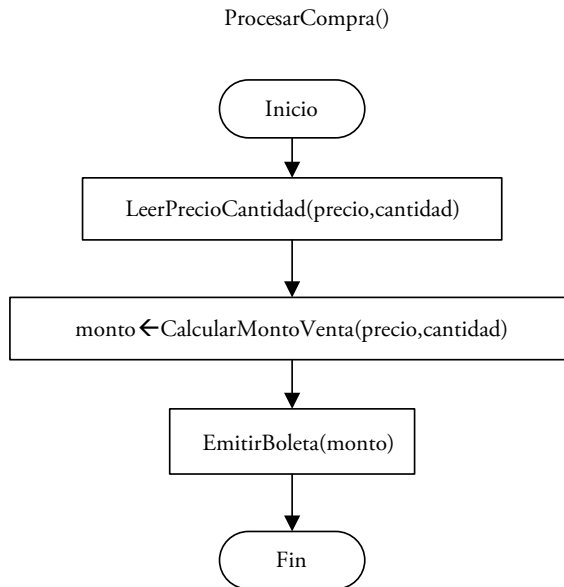 ProcesarCompra()
Inicio
LeerPrecioCantidad(precio,cantidad)
monto←CalcularMontoVenta(precio,cantidad)
EmitirBoleta(monto)
Fin